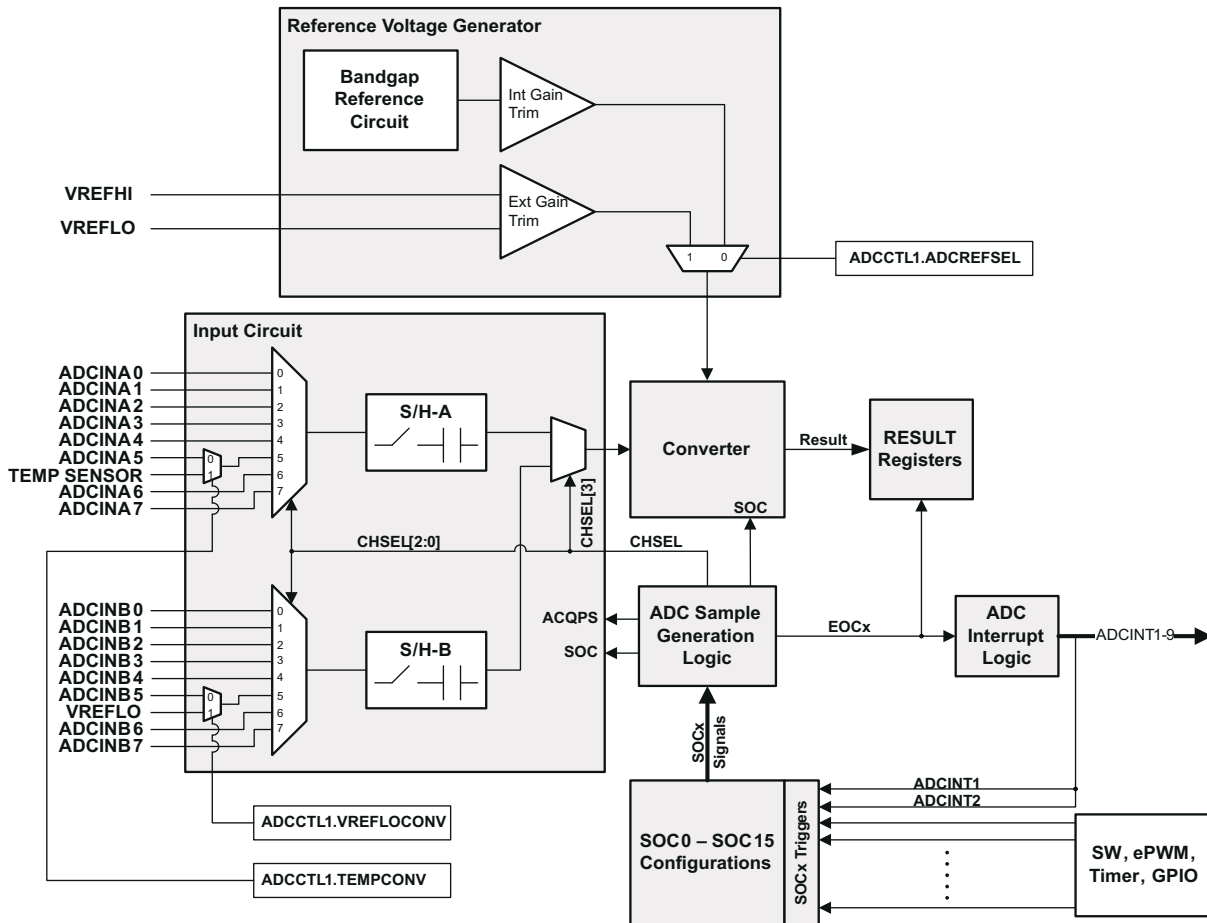 Reference Voltage Generator
Bandgap
Reference
Circuit
Int Gain
Trim
Ext Gain
Trim
VREFHI
VREFLO
1 0
ADCCTL1.ADCREFSEL
Input Circuit
ADCINA0
ADCINA1
ADCINA2
ADCINA3
ADCINA4
ADCINA5
TEMP SENSOR
ADCINA6
ADCINA7
0
1
0
1
2
3
4
5
6
7
S/H-A
CHSEL[3]
Converter
SOC
Result
RESULT
Registers
CHSEL[2:0]
CHSEL
ADCINB0
ADCINB1
ADCINB2
ADCINB3
ADCINB4
ADCINB5
VREFLO
ADCINB6
ADCINB7
0
1
0
1
2
3
4
5
6
7
S/H-B
ACQPS
SOC
ADC Sample
Generation
Logic
EOCx
ADC
Interrupt
Logic
ADCINT1-9
SOCx
Signals
ADCINT1
ADCINT2
SOC0 – SOC15
Configurations
SOCx Triggers
SW, ePWM,
Timer, GPIO
ADCCTL1.VREFLOCONV
ADCCTL1.TEMPCONV